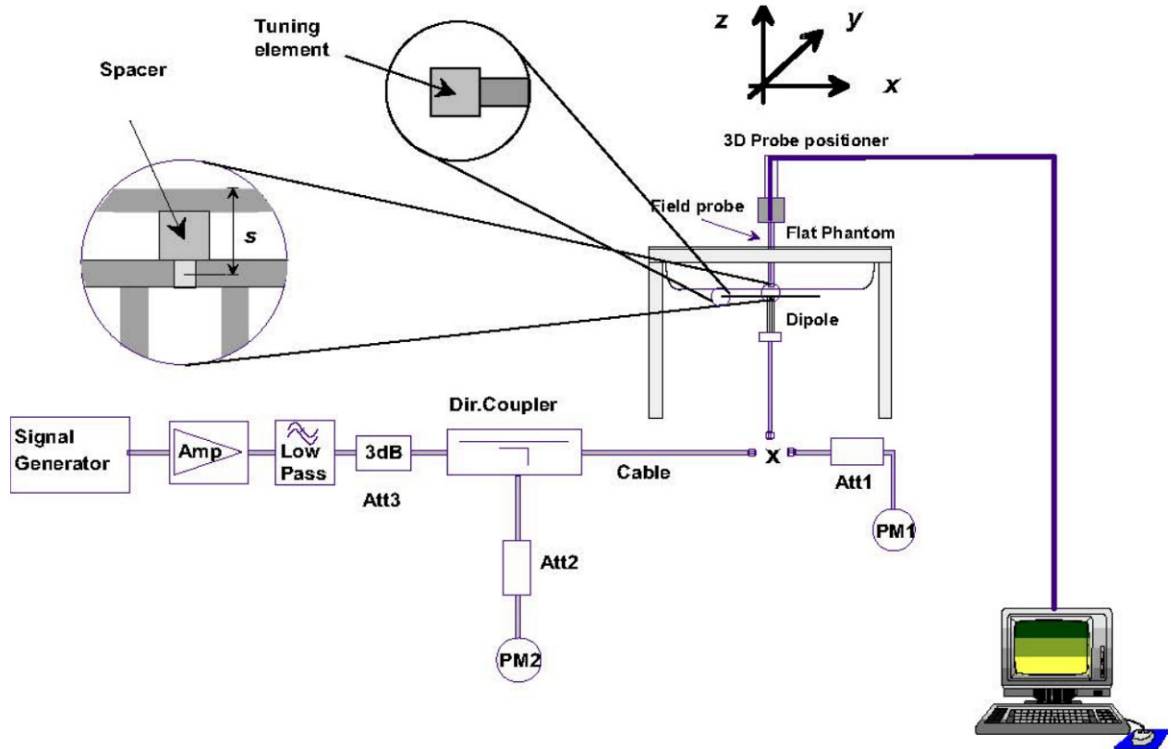 Tuning
element
Spacer
z
y
x
3D Probe positioner
s
Field probe
Flat Phantom
Dipole
Dir.Coupler
Signal
Generator
Amp
Low
Pass
3dB
Att3
Cable
x
Att1
PM1
Att2
PM2